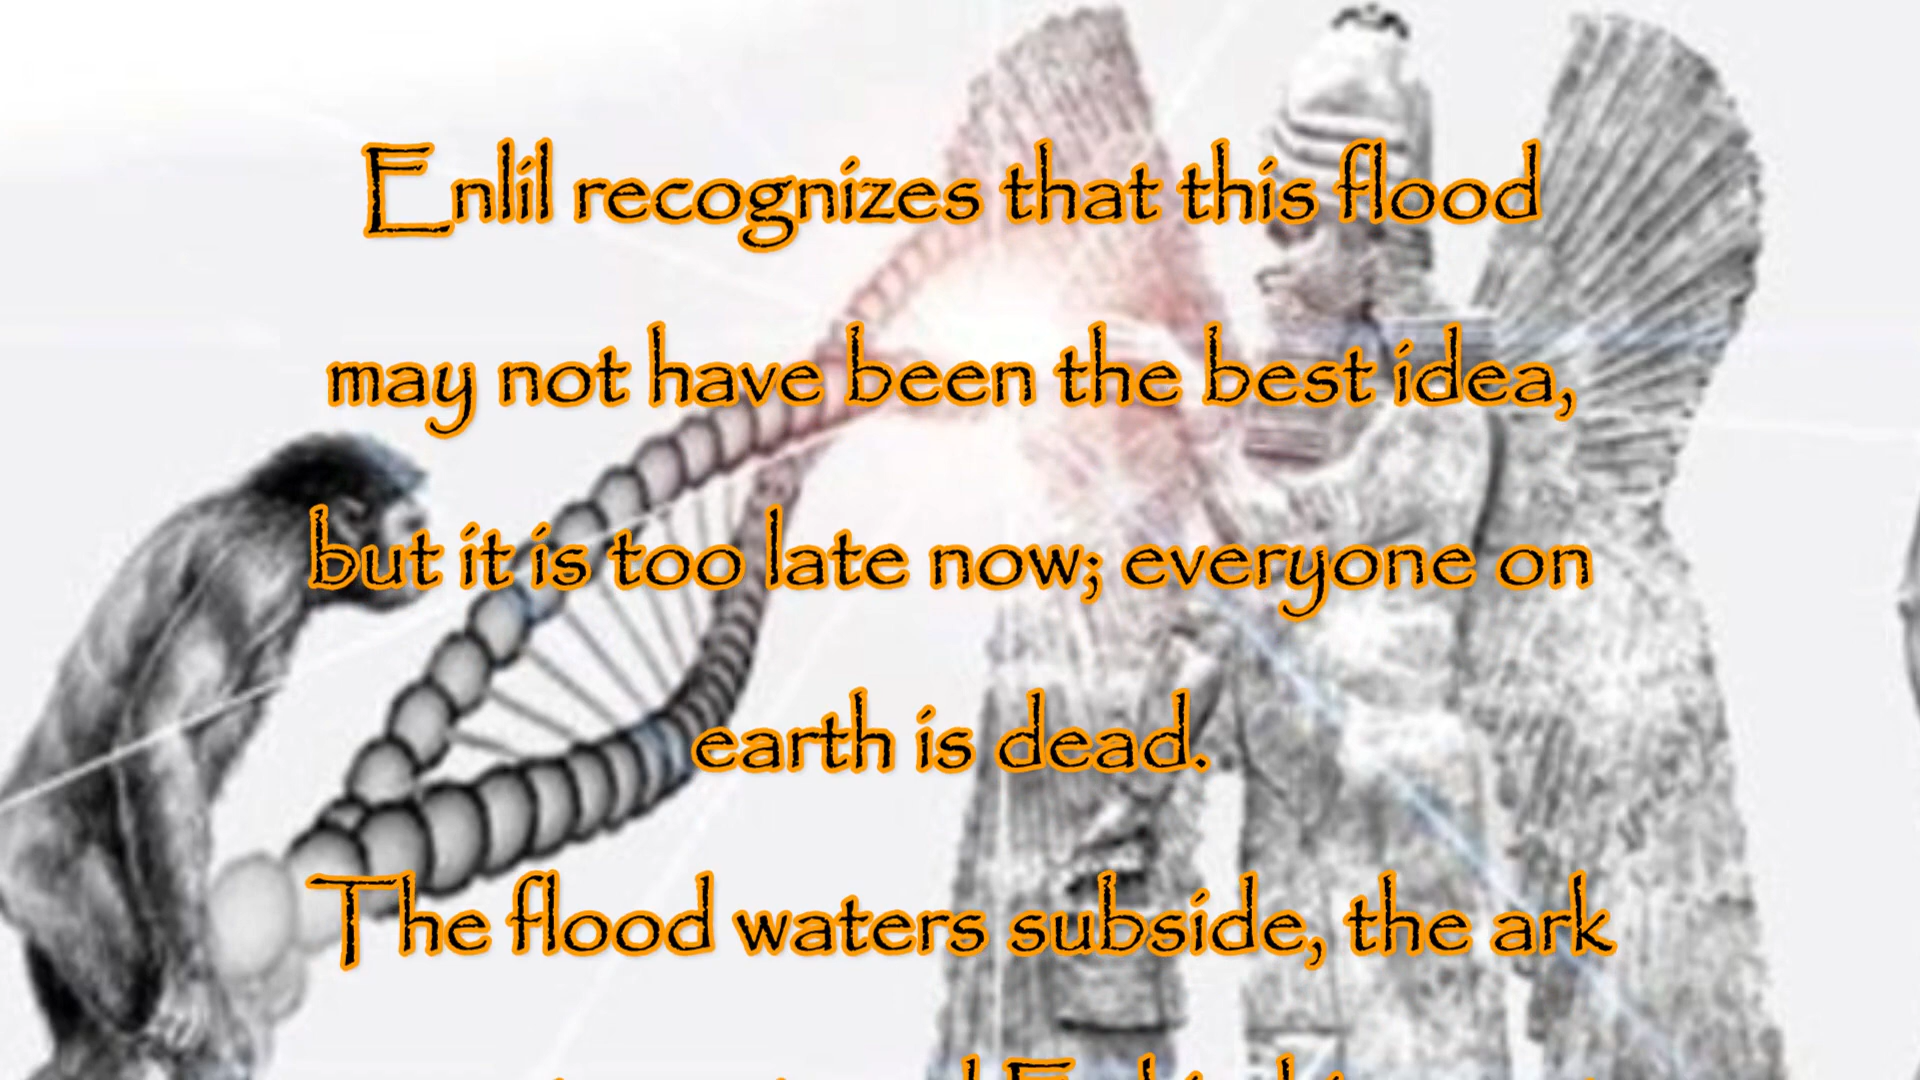 Enlil recognizes that this flood
may not have been the best idea,
but it is too late now; everyone on
earth is dead.
The flood waters subside, the ark